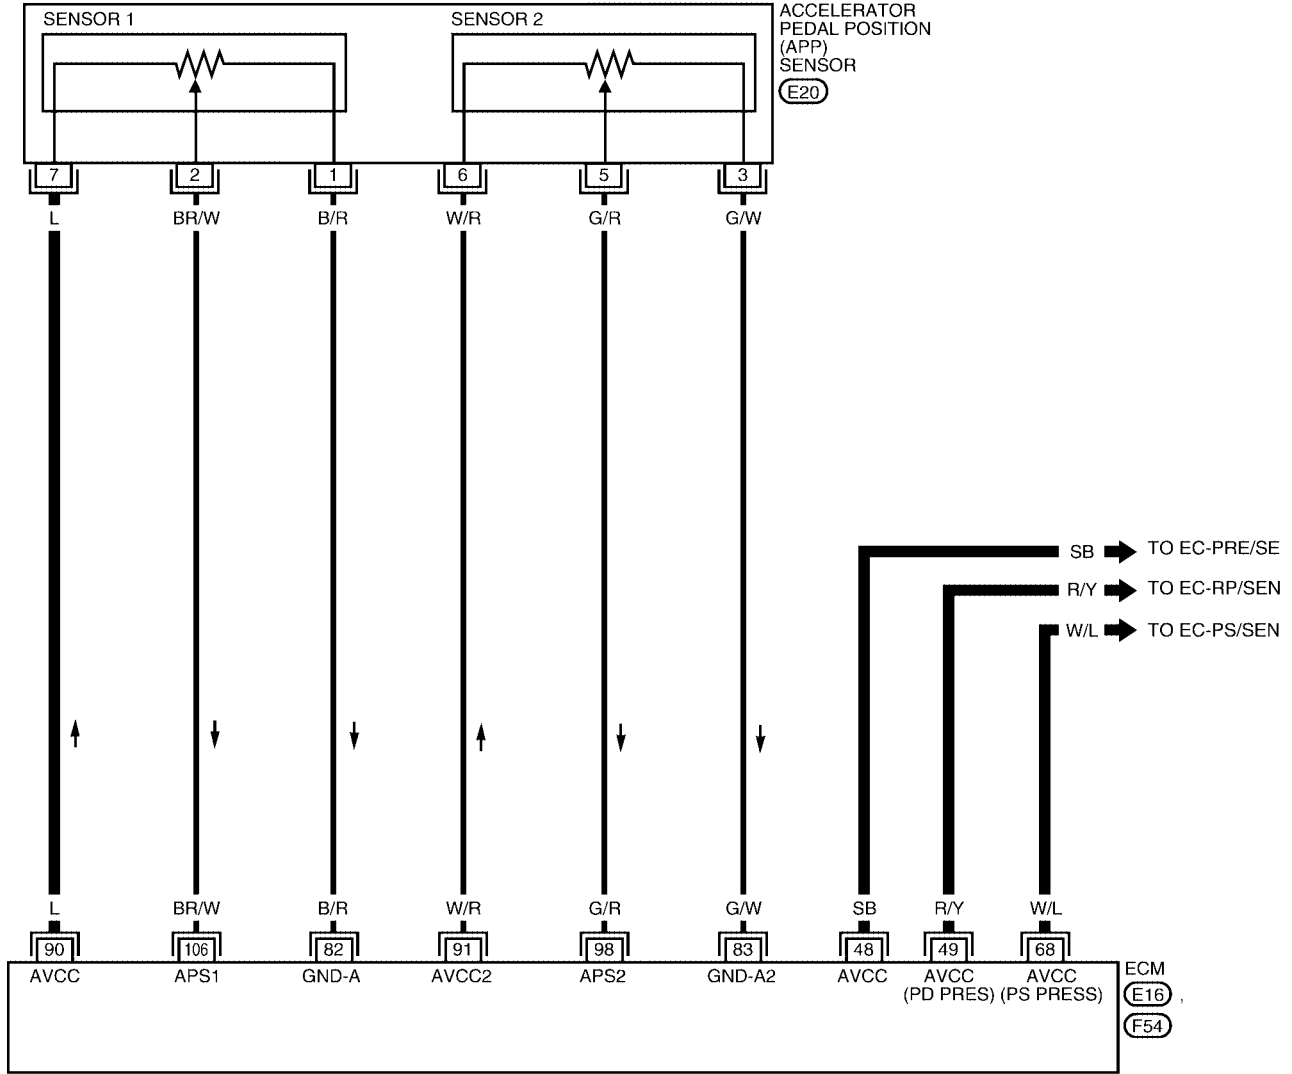 SENSOR 1
SENSOR 2
ACCELERATOR
PEDAL POSITION
(APP)
SENSOR
E20
7
2
1
6
5
3
L
BR/W
B/R
W/R
G/R
G/W
SB
TO EC-PRE/SE
R/Y
TO EC-RP/SEN
W/L
TO EC-PS/SEN
L
BR/W
B/R
W/R
G/R
G/W
SB
R/Y
W/L
90
106
82
91
98
83
48
49
68
AVCC
APS1
GND-A
AVCC2
APS2
GND-A2
AVCC
AVCC
(PD PRES)
AVCC
(PS PRESS)
ECM
E16 ,
F54